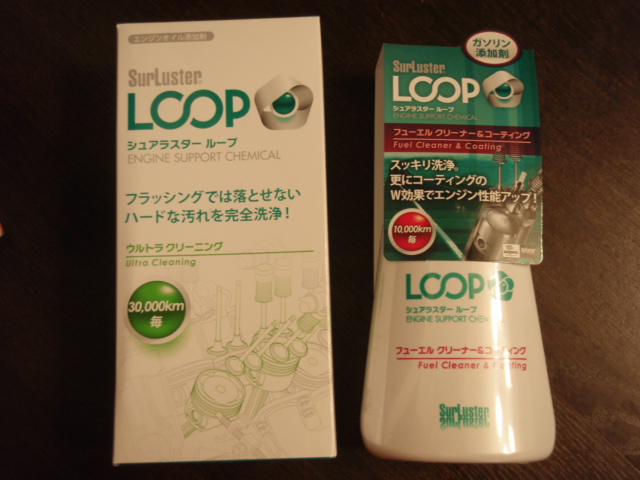 エンジンオイル添加剤
SurLuster
LOOP
シュアラスター ループ
ENGINE SUPPORT CHEMICAL
フラッシングでは落とせない
ハードな汚れを完全洗浄！
ウルトラ クリーニング
Ultra Cleaning
30,000km
毎
ガソリン
添加剤
SurLuster
LOOP
シュアラスター ループ
ENGINE SUPPORT CHEMICAL
フューエル クリーナー&コーティング
Fuel Cleaner & Coating
スッキリ洗浄。
更にコーティングの
W効果でエンジン性能アップ！
10,000km
毎
LOOP
シュアラスター ループ
ENGINE SUPPORT CHEM
フューエル クリーナー&コーティング
Fuel Cleaner & Coating
SurLuster